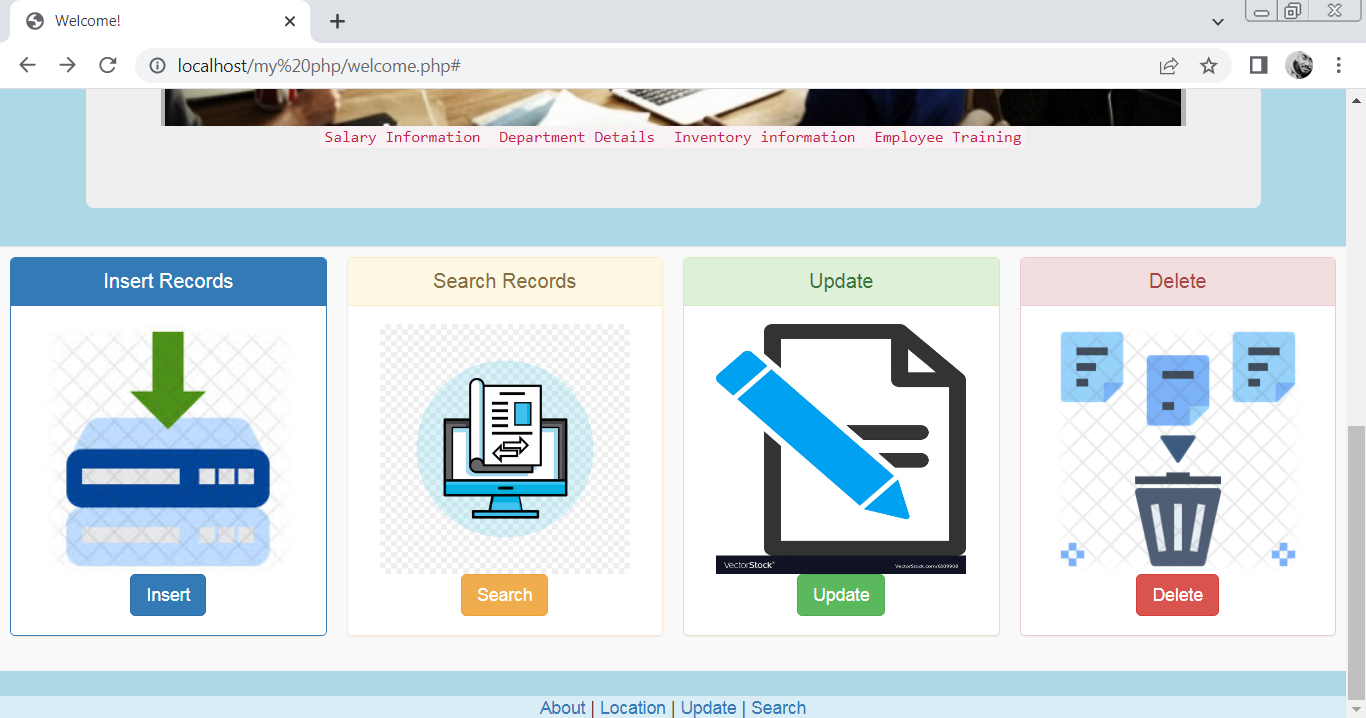 Welcome!
localhost/my%20php/welcome.php#
Salary Information Department Details Inventory information Employee Training
Insert Records
Search Records
Update
Delete
VectorStock®
VectorStock.com/6109908
Insert
Search
Update
Delete
About | Location | Update | Search